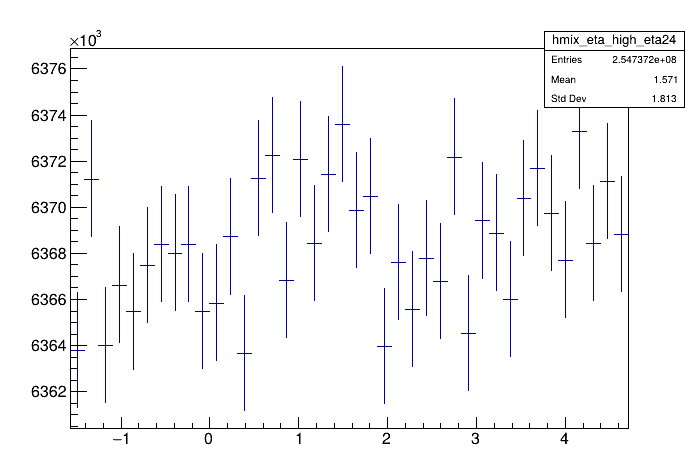 ×10³
hmix_eta_high_eta24
Entries 2.547372e+08
Mean 1.571
Std Dev 1.813
6376
6374
6372
6370
6368
6366
6364
6362
−1 0 1 2 3 4